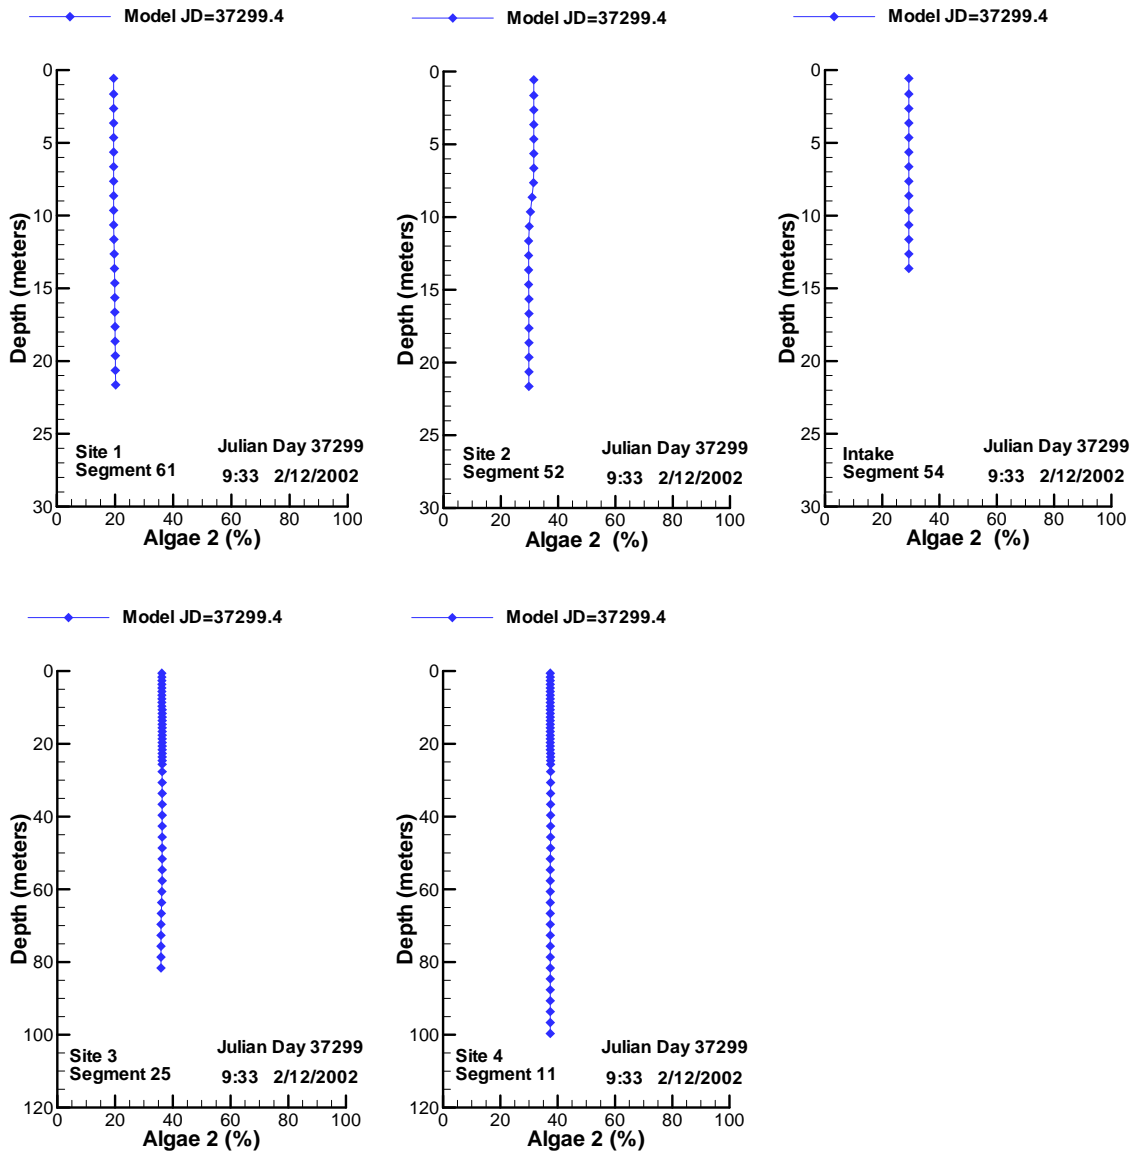 Model JD=37299.4
0
5
10
15
20
25
30
Depth (meters)
Site 1
Segment 61
Julian Day 37299
9:33 2/12/2002
0 20 40 60 80 100
Algae 2 (%)
Model JD=37299.4
0
5
10
15
20
25
30
Depth (meters)
Site 2
Segment 52
Julian Day 37299
9:33 2/12/2002
0 20 40 60 80 100
Algae 2 (%)
Model JD=37299.4
0
5
10
15
20
25
30
Depth (meters)
Intake
Segment 54
Julian Day 37299
9:33 2/12/2002
0 20 40 60 80 100
Algae 2 (%)
Model JD=37299.4
0
20
40
60
80
100
120
Depth (meters)
Site 3
Segment 25
Julian Day 37299
9:33 2/12/2002
0 20 40 60 80 100
Algae 2 (%)
Model JD=37299.4
0
20
40
60
80
100
120
Depth (meters)
Site 4
Segment 11
Julian Day 37299
9:33 2/12/2002
0 20 40 60 80 100
Algae 2 (%)